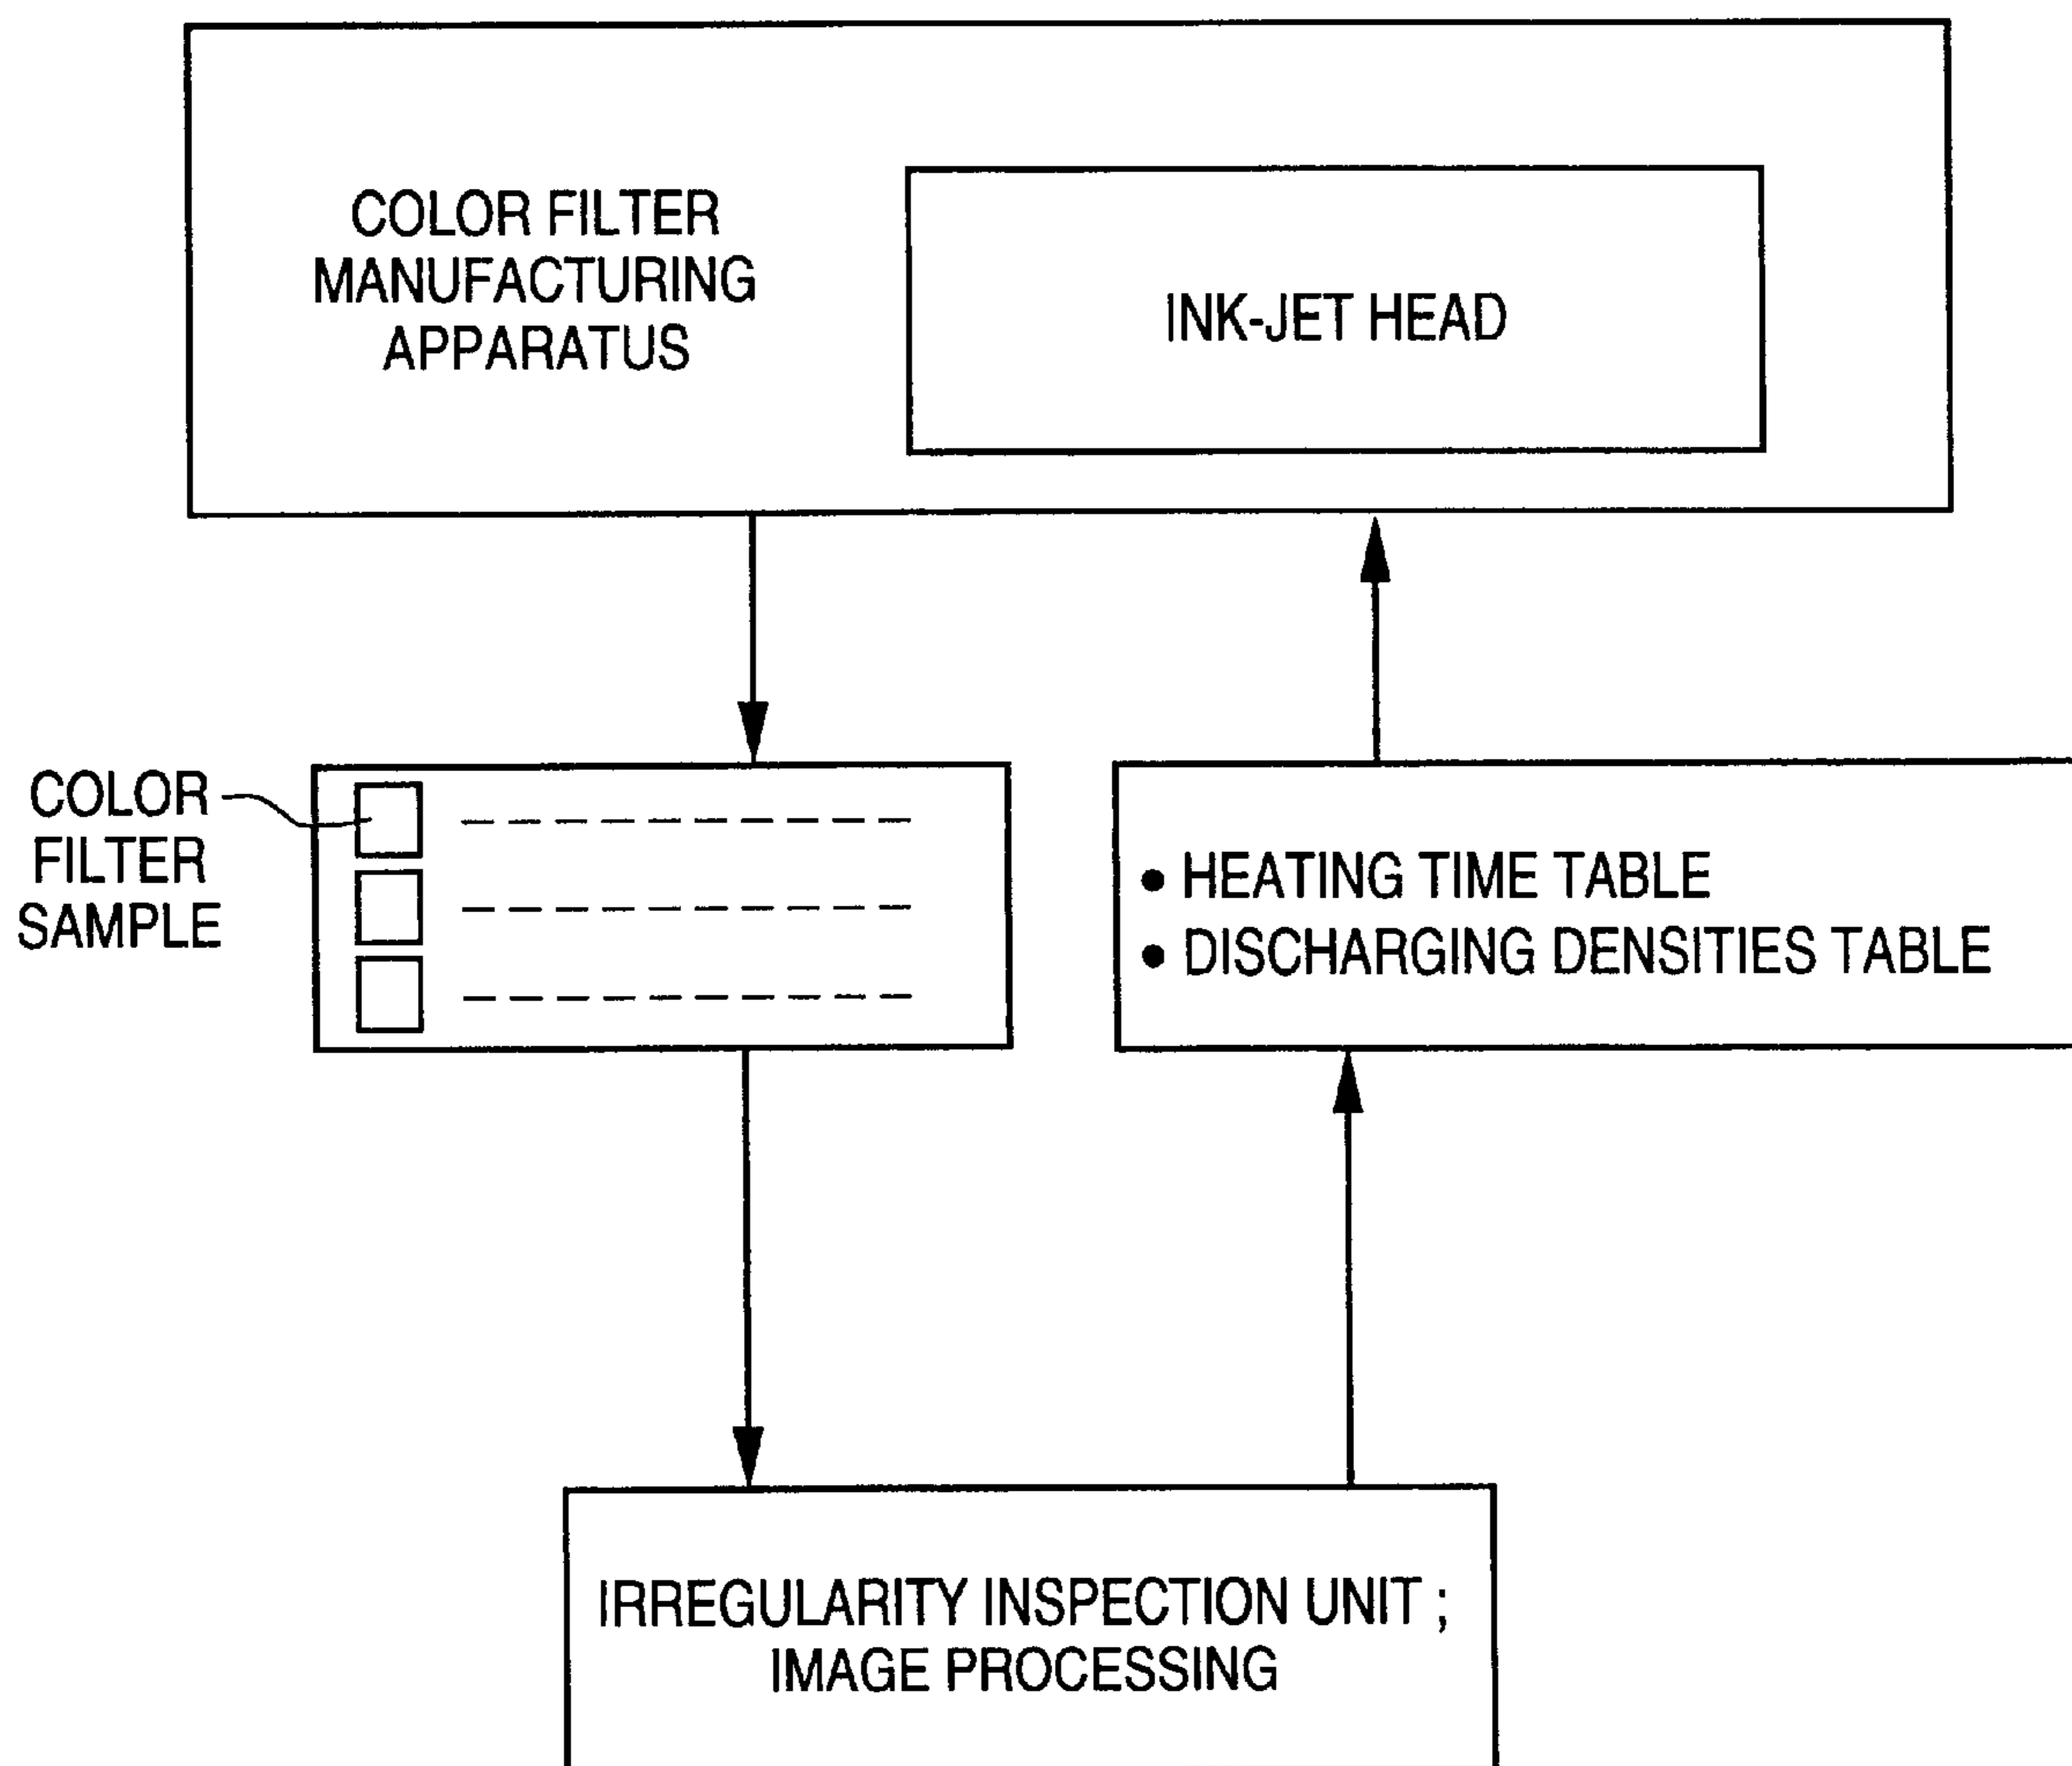 COLOR FILTER
MANUFACTURING
APPARATUS
INK-JET HEAD
COLOR
FILTER
SAMPLE
• HEATING TIME TABLE
• DISCHARGING DENSITIES TABLE
IRREGULARITY INSPECTION UNIT ;
IMAGE PROCESSING